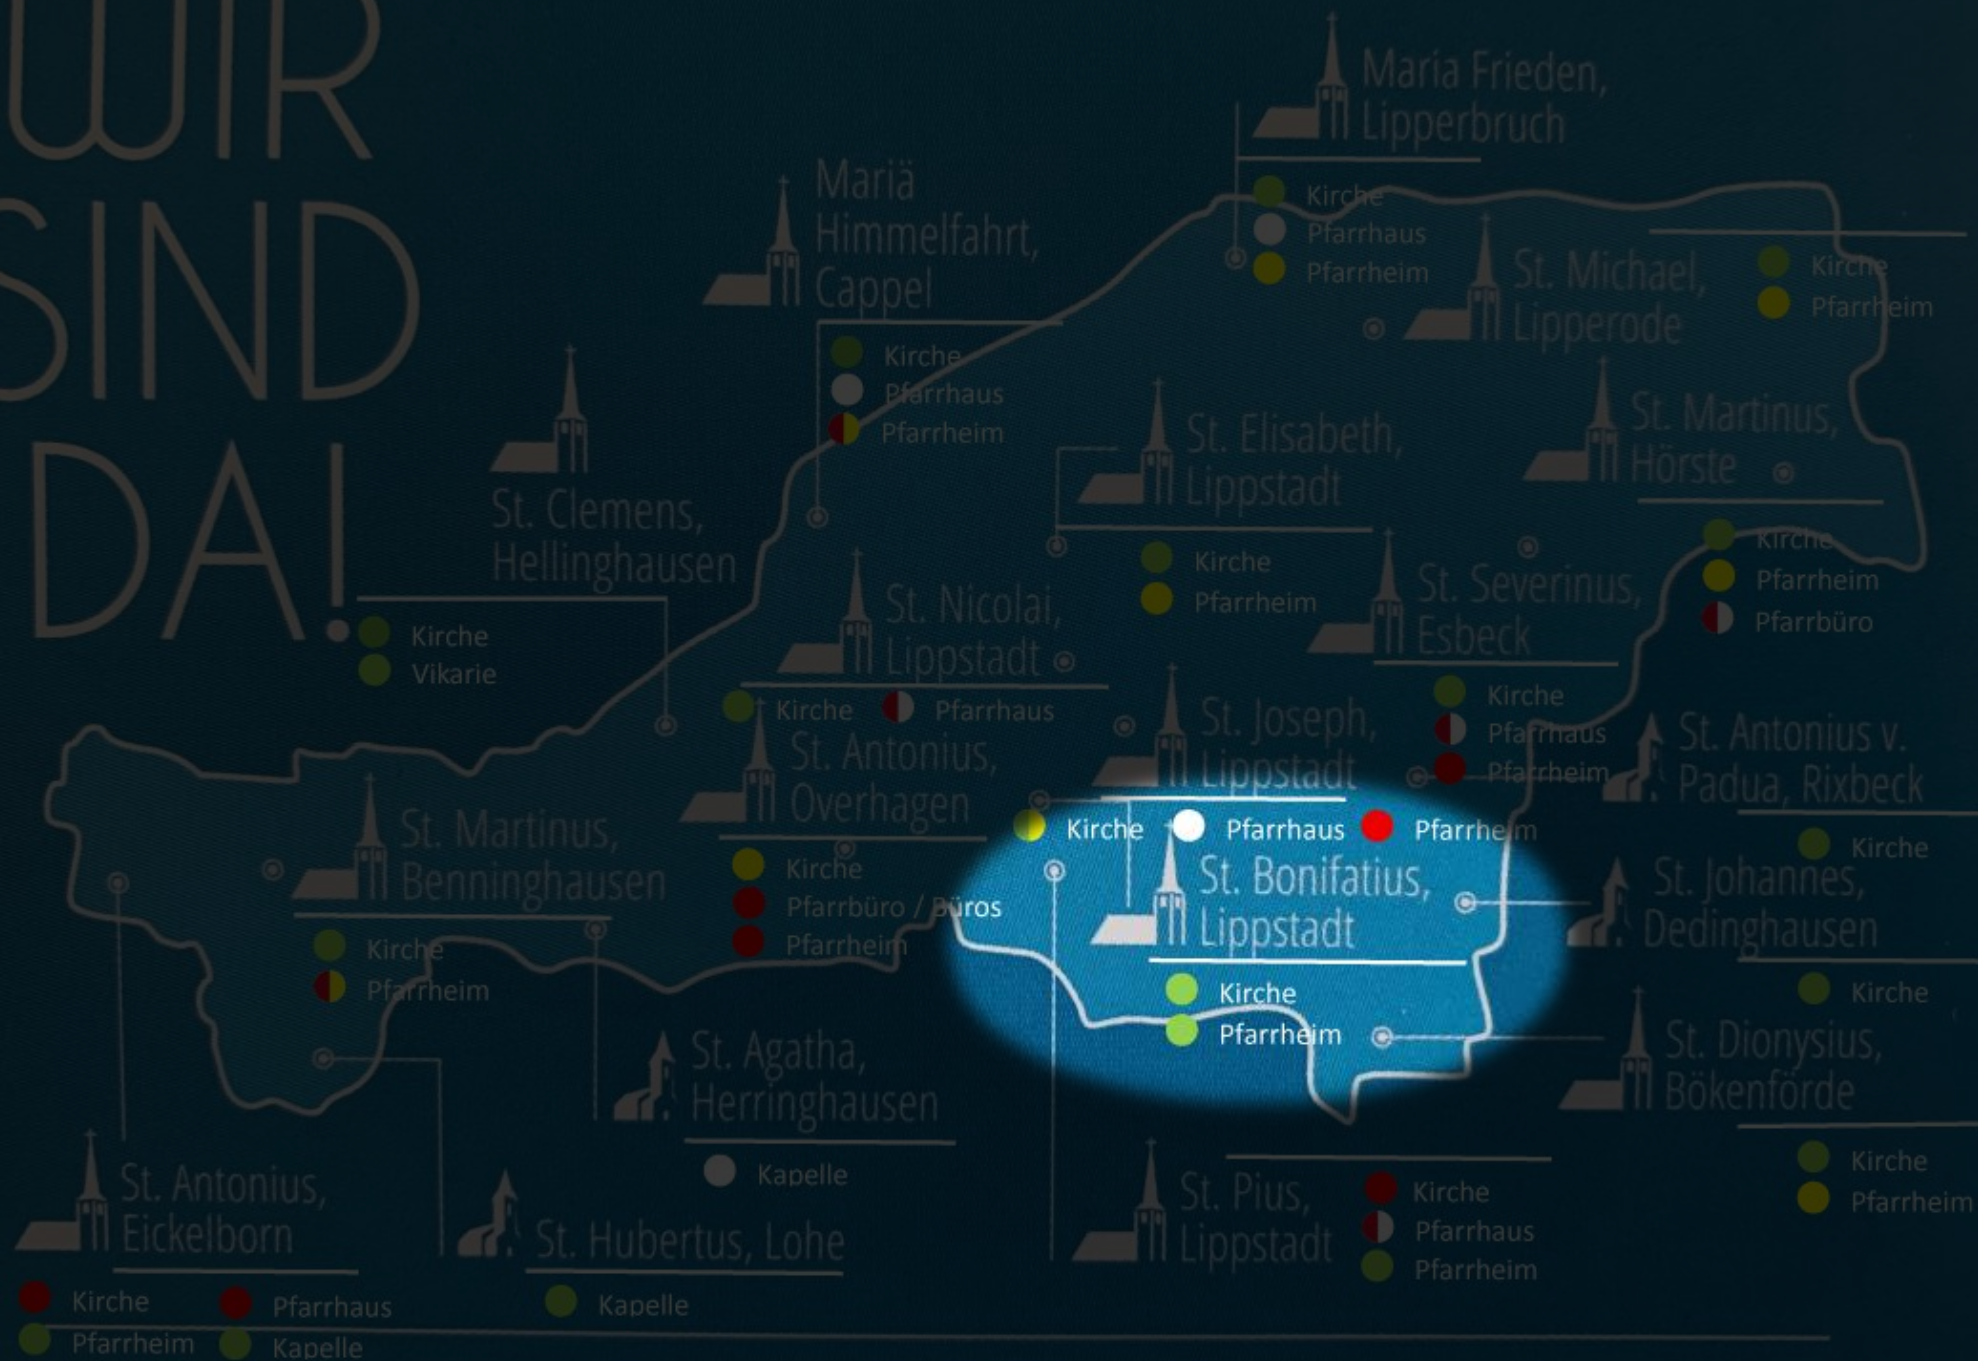 WIR
SIND
DA!
Maria Frieden,
Lipperbruch
Kirche
Pfarrhaus
Pfarrheim
Mariä
Himmelfahrt,
Cappel
Kirche
Pfarrhaus
Pfarrheim
St. Michael,
Lipperode
Kirche
Pfarrheim
St. Clemens,
Hellinghausen
Kirche
Vikarie
St. Elisabeth,
Lippstadt
Kirche
Pfarrheim
St. Martinus,
Hörste
Kirche
Pfarrheim
Pfarrbüro
St. Nicolai,
Lippstadt
Kirche Pfarrhaus
St. Severinus,
Esbeck
Kirche
Pfarrhaus
Pfarrheim
St. Antonius,
Overhagen
Kirche
Pfarrbüro / Büros
Pfarrheim
St. Joseph,
Lippstadt
Kirche Pfarrhaus Pfarrheim
St. Antonius v.
Padua, Rixbeck
Kirche
St. Martinus,
Benninghausen
Kirche
Pfarrheim
St. Bonifatius,
Lippstadt
Kirche
Pfarrheim
St. Johannes,
Dedinghausen
Kirche
St. Agatha,
Herringhausen
Kapelle
St. Dionysius,
Bökenförde
Kirche
Pfarrheim
St. Antonius,
Eickelborn
Kirche Pfarrhaus
Pfarrheim Kapelle
St. Hubertus, Lohe
Kapelle
St. Pius,
Lippstadt
Kirche
Pfarrhaus
Pfarrheim